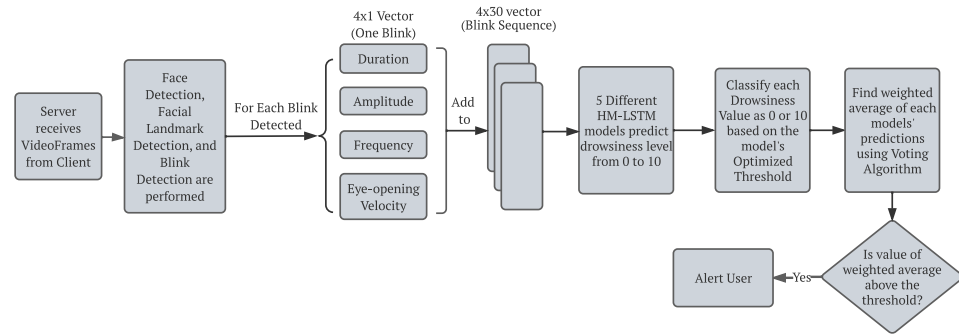 Server
receives
VideoFrames
from Client
Face
Detection,
Facial
Landmark
Detection, and
Blink
Detection are
performed
For Each Blink
Detected
4x1 Vector
(One Blink)
Duration
Amplitude
Frequency
Eye-opening
Velocity
Add
to
4x30 vector
(Blink Sequence)
5 Different
HM-LSTM
models predict
drowsiness level
from 0 to 10
Classify each
Drowsiness
Value as 0 or 10
based on the
model's
Optimized
Threshold
Find weighted
average of each
models'
predictions
using Voting
Algorithm
Is value of
weighted average
above the
threshold?
Yes
Alert User